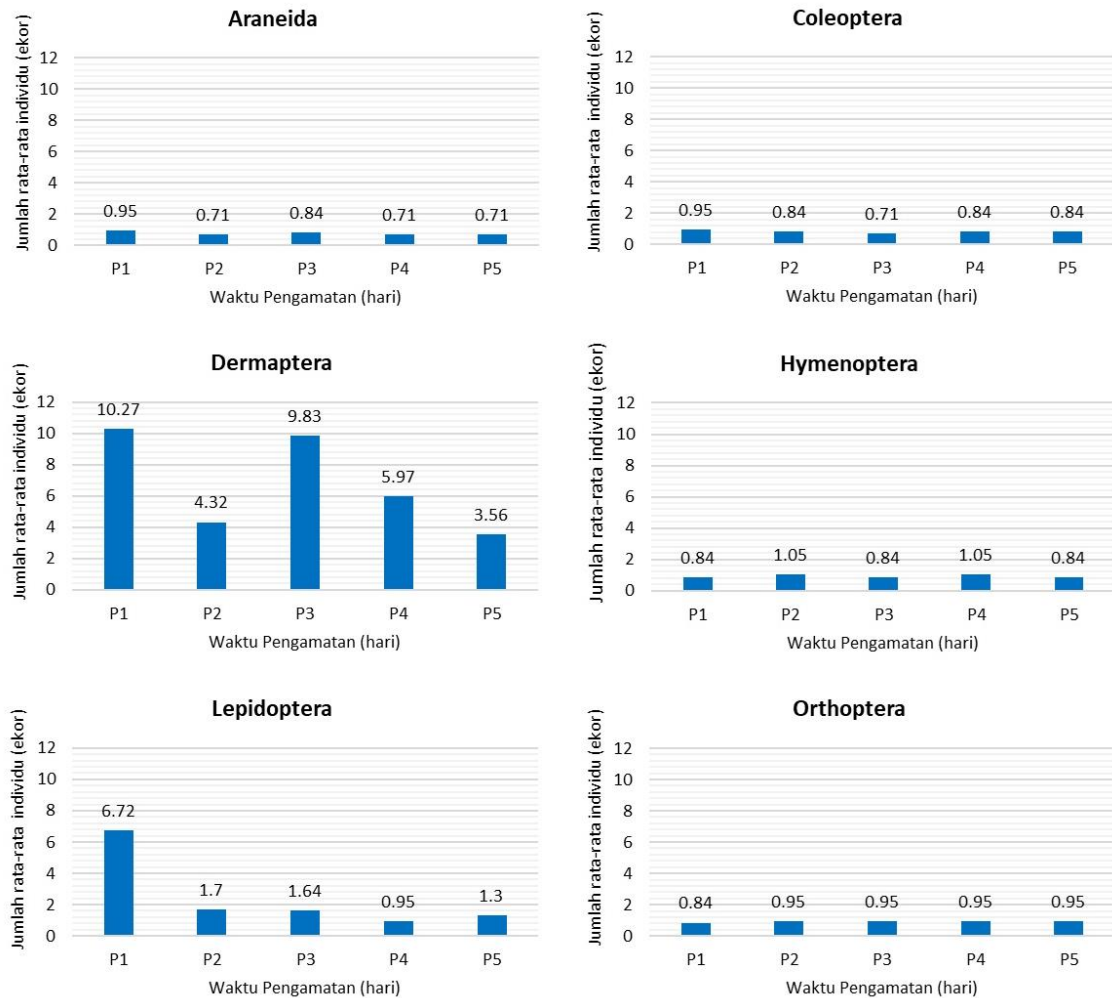 Araneida
Jumlah rata-rata individu (ekor)
12
10
8
6
4
2
0
0.95 0.71 0.84 0.71 0.71
P1 P2 P3 P4 P5
Waktu Pengamatan (hari)
Coleoptera
Jumlah rata-rata individu (ekor)
12
10
8
6
4
2
0
0.95 0.84 0.71 0.84 0.84
P1 P2 P3 P4 P5
Waktu Pengamatan (hari)
Dermaptera
Jumlah rata-rata individu (ekor)
12
10
8
6
4
2
0
10.27 4.32 9.83 5.97 3.56
P1 P2 P3 P4 P5
Waktu Pengamatan (hari)
Hymenoptera
Jumlah rata-rata individu (ekor)
12
10
8
6
4
2
0
0.84 1.05 0.84 1.05 0.84
P1 P2 P3 P4 P5
Waktu Pengamatan (hari)
Lepidoptera
Jumlah rata-rata individu (ekor)
12
10
8
6
4
2
0
6.72 1.7 1.64 0.95 1.3
P1 P2 P3 P4 P5
Waktu Pengamatan (hari)
Orthoptera
Jumlah rata-rata individu (ekor)
12
10
8
6
4
2
0
0.84 0.95 0.95 0.95 0.95
P1 P2 P3 P4 P5
Waktu Pengamatan (hari)